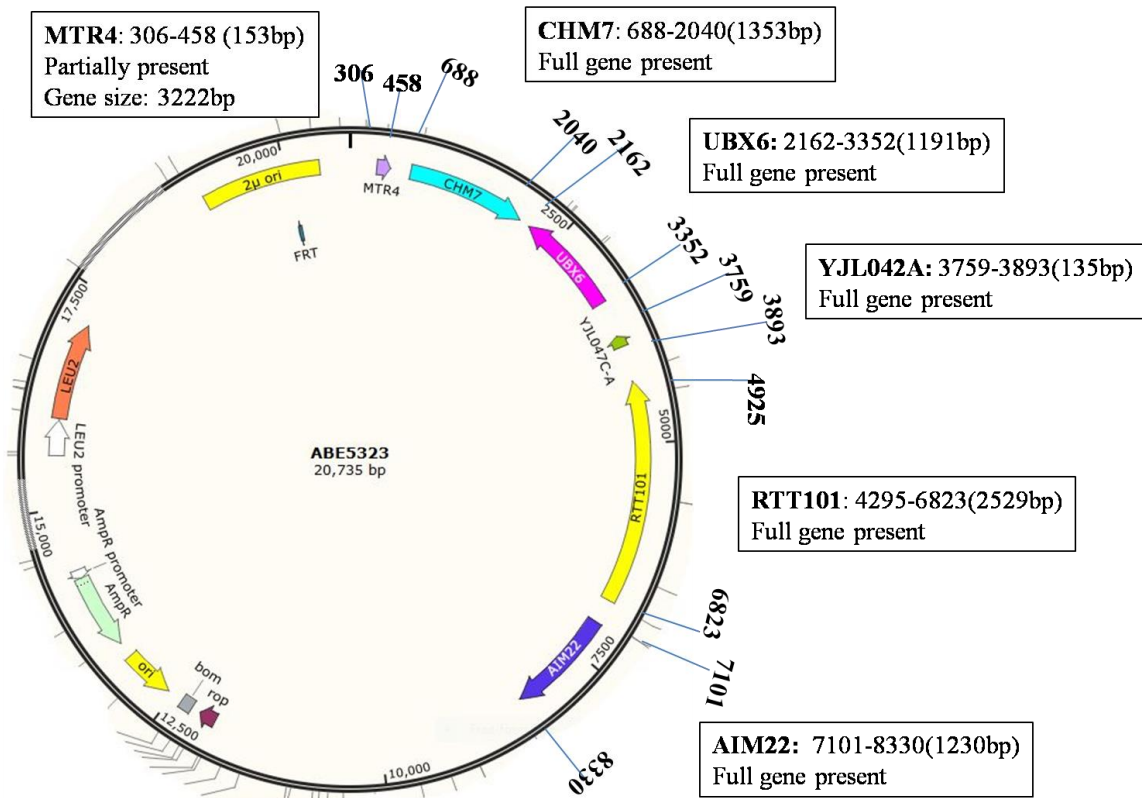 MTR4: 306-458 (153bp)
Partially present
Gene size: 3222bp
CHM7: 688-2040(1353bp)
Full gene present
UBX6: 2162-3352(1191bp)
Full gene present
YJL042A: 3759-3893(135bp)
Full gene present
RTT101: 4295-6823(2529bp)
Full gene present
AIM22: 7101-8330(1230bp)
Full gene present
306
458
688
2040
2162
3352
3759
3893
4925
6823
7101
8330
2500
5000
7500
10,000
12,500
15,000
17,500
20,000
MTR4
CHM7
UBX6
YJL047C-A
RTT101
AIM22
rop
bom
ori
AmpR
AmpR promoter
LEU2 promoter
LEU2
2μ ori
FRT
ABE5323
20,735 bp